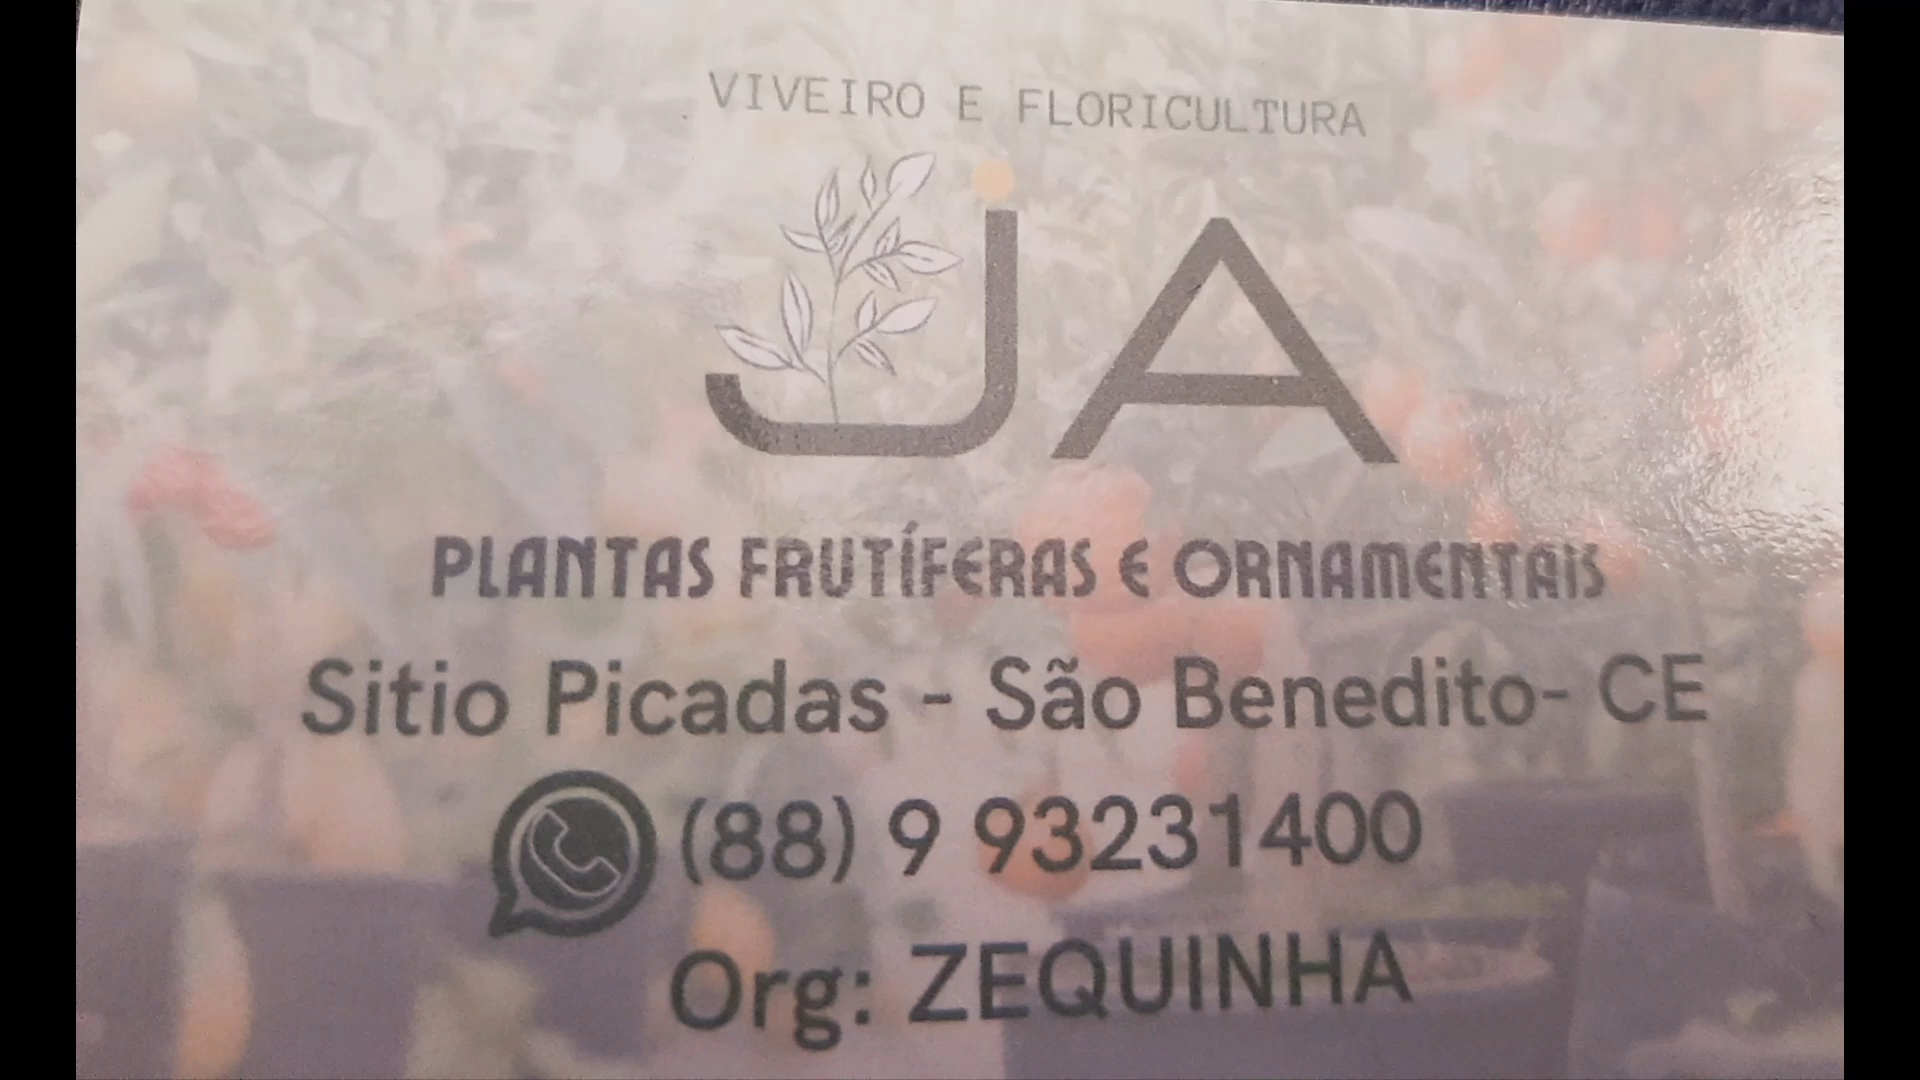 VIVEIRO E FLORICULTURA
JA
PLANTAS FRUTÍFERAS E ORNAMENTAIS
Sitio Picadas - São Benedito- CE
(88) 9 93231400
Org: ZEQUINHA